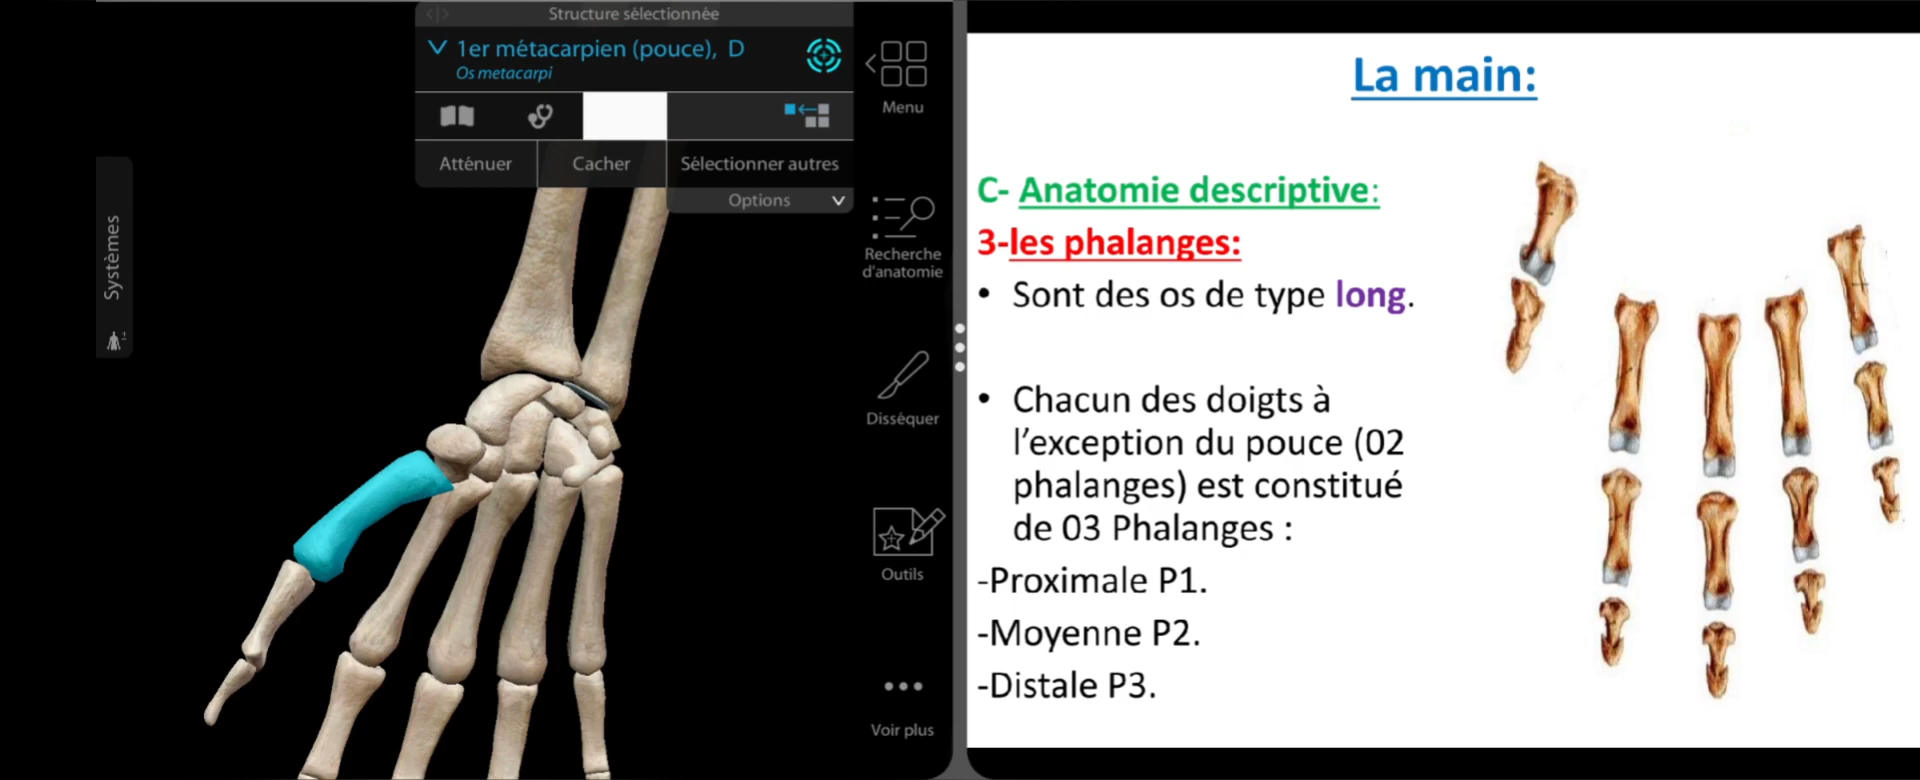 Structure sélectionnée
1er métacarpien (pouce), D
Os metacarpi
Atténuer
Cacher
Sélectionner autres
Options
Systèmes
Menu
Recherche
d'anatomie
Disséquer
Outils
Voir plus
La main:
C- Anatomie descriptive:
3-les phalanges:
• Sont des os de type long.
• Chacun des doigts à
l'exception du pouce (02
phalanges) est constitué
de 03 Phalanges :
-Proximale P1.
-Moyenne P2.
-Distale P3.